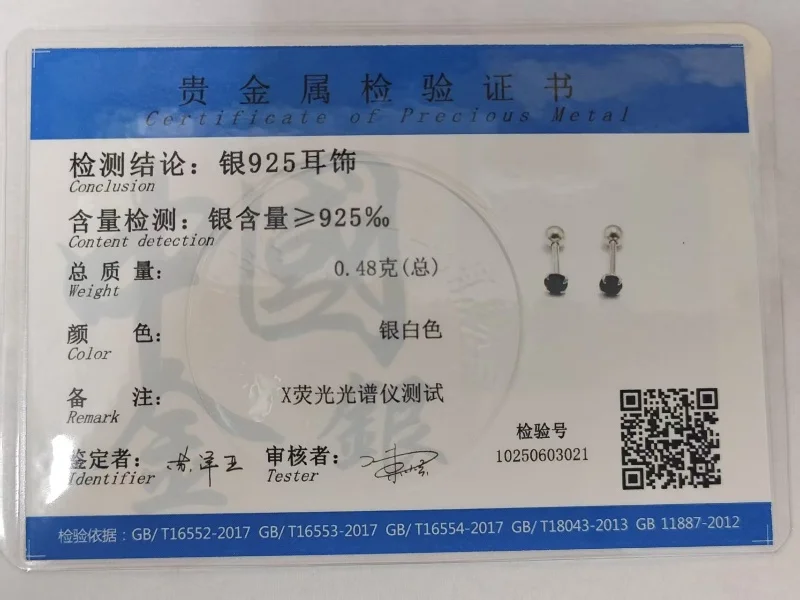 贵金属检验证书
Certificate of Precious Metal
检测结论：银925耳饰
Conclusion
含量检测：银含量≥925‰
Content detection
总质量： 0.48克(总)
Weight
颜 色： 银白色
Color
备 注： X荧光光谱仪测试
Remark
鉴定者： 审核者：
Identifier Tester
检验号
10250603021
检验依据：GB/ T16552-2017 GB/ T16553-2017 GB/ T16554-2017 GB/ T18043-2013 GB 11887-2012